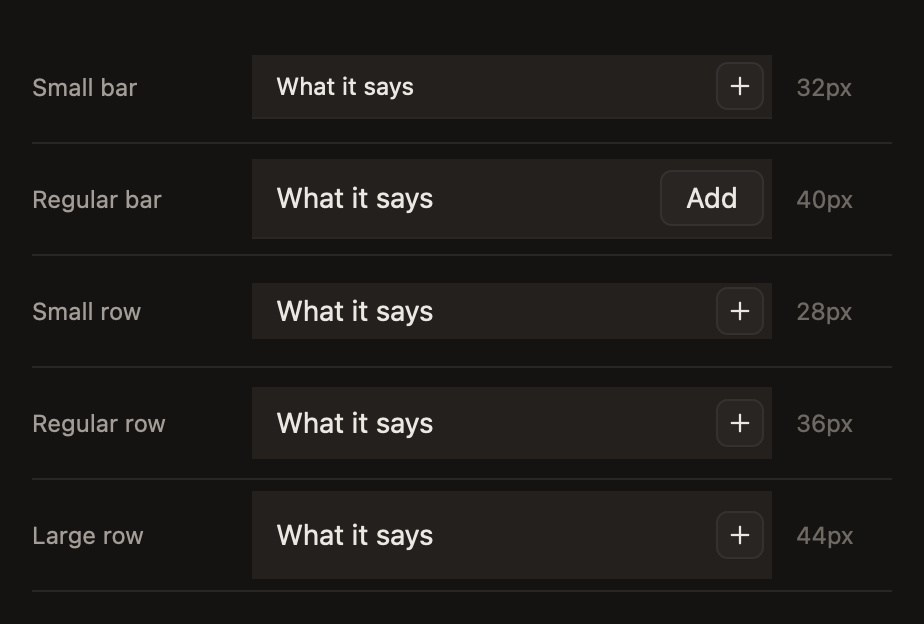 Small bar What it says + 32px
Regular bar What it says Add 40px
Small row What it says + 28px
Regular row What it says + 36px
Large row What it says + 44px